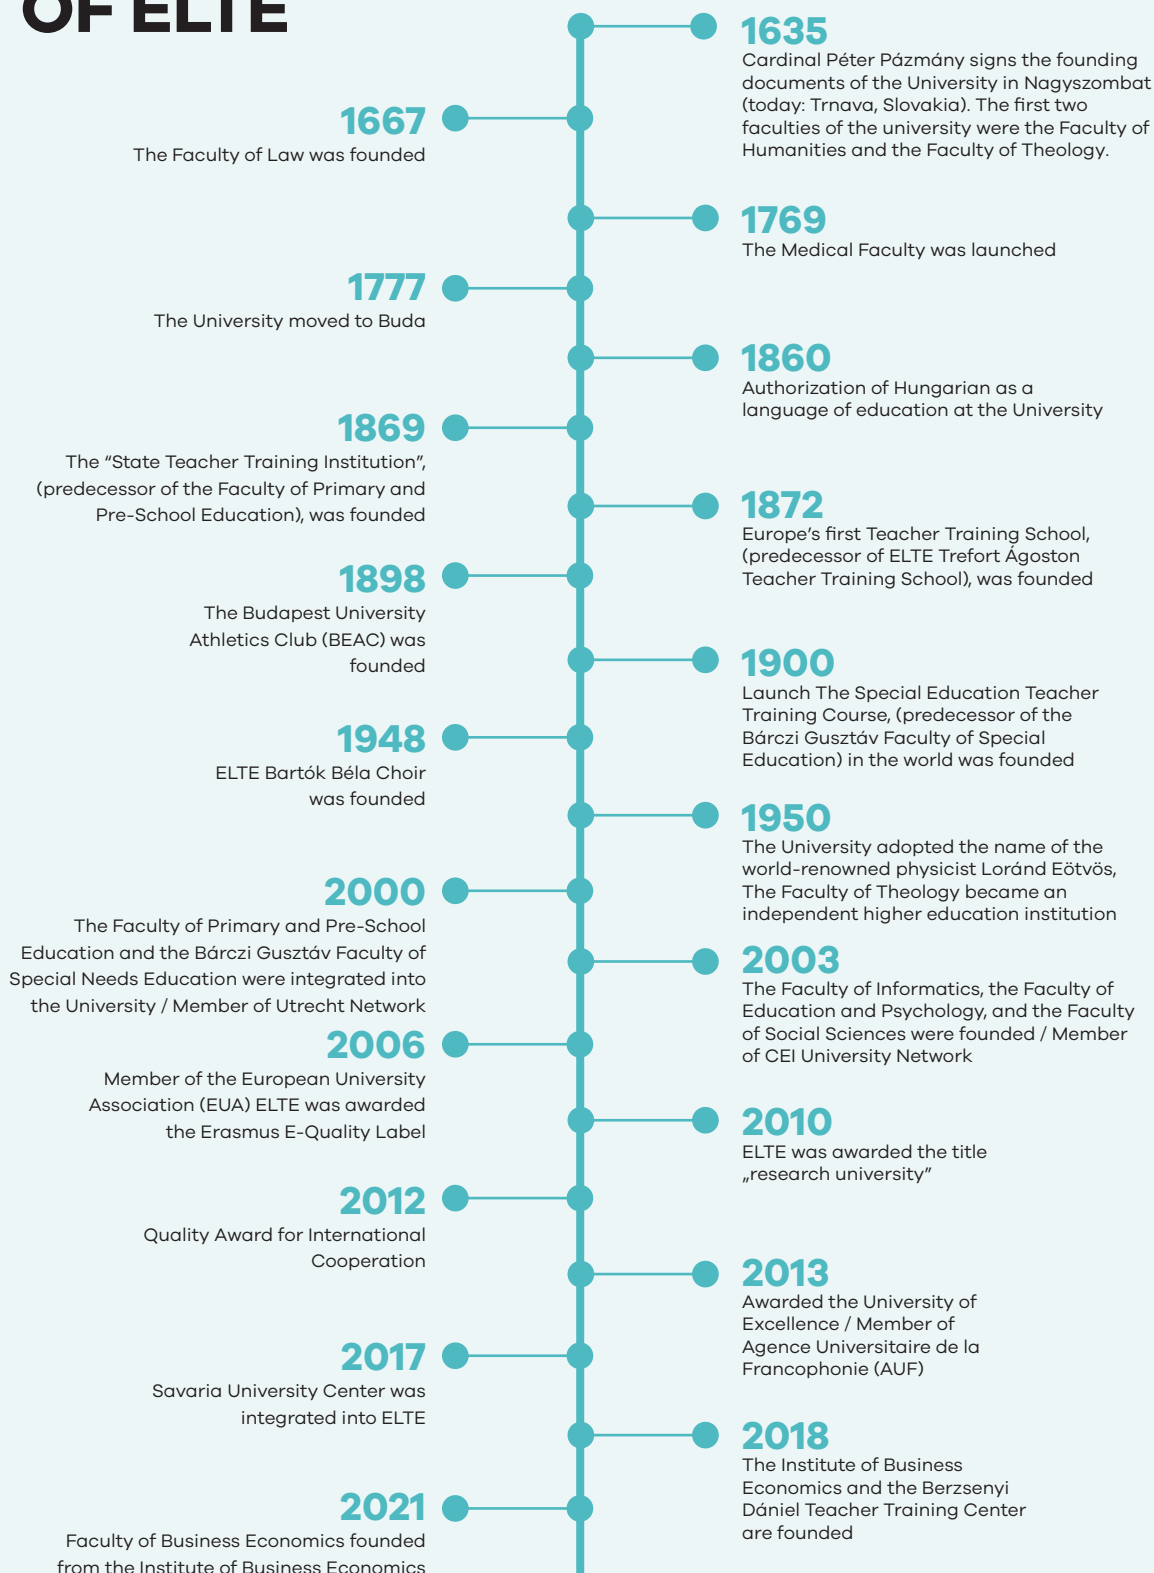 OF ELTE
1635
Cardinal Péter Pázmány signs the founding
documents of the University in Nagyszombat
(today: Trnava, Slovakia). The first two
faculties of the university were the Faculty of
Humanities and the Faculty of Theology.
1667
The Faculty of Law was founded
1769
The Medical Faculty was launched
1777
The University moved to Buda
1860
Authorization of Hungarian as a
language of education at the University
1869
The “State Teacher Training Institution”,
(predecessor of the Faculty of Primary and
Pre-School Education), was founded
1872
Europe’s first Teacher Training School,
(predecessor of ELTE Trefort Ágoston
Teacher Training School), was founded
1898
The Budapest University
Athletics Club (BEAC) was
founded
1900
Launch The Special Education Teacher
Training Course, (predecessor of the
Bárczi Gusztáv Faculty of Special
Education) in the world was founded
1948
ELTE Bartók Béla Choir
was founded
1950
The University adopted the name of the
world-renowned physicist Loránd Eötvös,
The Faculty of Theology became an
independent higher education institution
2000
The Faculty of Primary and Pre-School
Education and the Bárczi Gusztáv Faculty of
Special Needs Education were integrated into
the University / Member of Utrecht Network
2003
The Faculty of Informatics, the Faculty of
Education and Psychology, and the Faculty
of Social Sciences were founded / Member
of CEI University Network
2006
Member of the European University
Association (EUA) ELTE was awarded
the Erasmus E-Quality Label
2010
ELTE was awarded the title
„research university”
2012
Quality Award for International
Cooperation
2013
Awarded the University of
Excellence / Member of
Agence Universitaire de la
Francophonie (AUF)
2017
Savaria University Center was
integrated into ELTE
2018
The Institute of Business
Economics and the Berzsenyi
Dániel Teacher Training Center
are founded
2021
Faculty of Business Economics founded
from the Institute of Business Economics